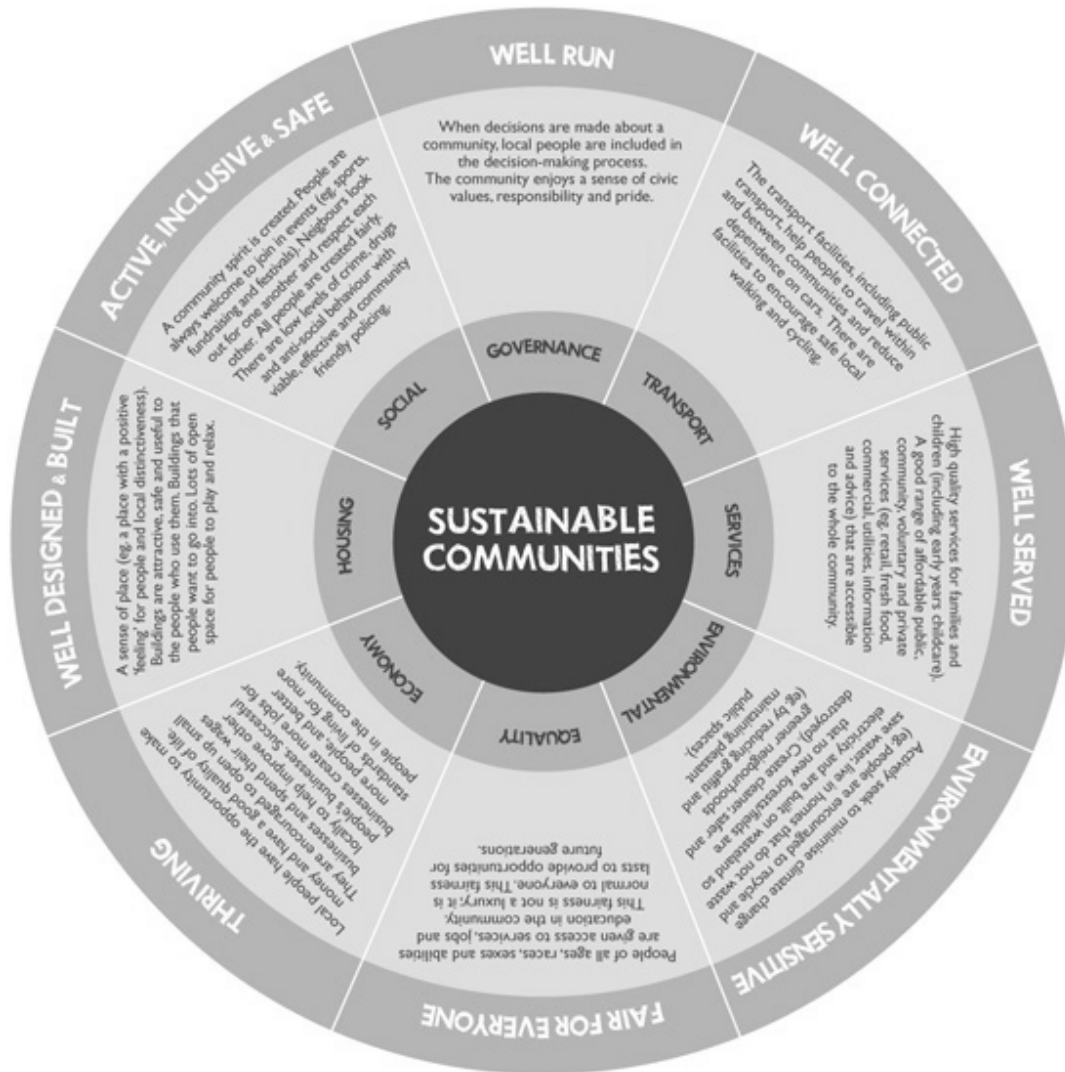 SUSTAINABLE
COMMUNITIES
WELL RUN
GOVERNANCE
When decisions are made about a
community, local people are included in
the decision-making process.
The community enjoys a sense of civic
values, responsibility and pride.
WELL CONNECTED
TRANSPORT
The transport facilities, including public
transport, help people to travel within
and between communities and reduce
dependence on cars. There are
facilities to encourage safe local
walking and cycling.
WELL SERVED
SERVICES
High quality services for families and
children (including early years childcare).
A good range of affordable public,
community, voluntary and private
services (eg. retail, fresh food,
commercial, utilities, information
and advice) that are accessible
to the whole community.
ENVIRONMENTALLY SENSITIVE
ENVIRONMENTAL
Actively seek to minimise climate change
(eg. people are encouraged to recycle and
save water, live in homes that do not waste
electricity and are built on wasteland so
that no new forests/fields are
destroyed). Create cleaner, safer and
greener neighbourhoods
(eg. by reducing graffiti and
maintaining pleasant
public spaces).
FAIR FOR EVERYONE
EQUALITY
People of all ages, races, sexes and abilities
are given access to services, jobs and
education in the community.
This fairness is not a luxury; it is
normal to everyone. This fairness
lasts to provide opportunities for
future generations.
THRIVING
ECONOMY
Local people have the opportunity to make
money and have a good quality of life.
They are encouraged to open up small
businesses and spend their wages
locally to help improve other
people's businesses. Successful
businesses create more jobs for
more people and better
standards of living for more
people in the community.
WELL DESIGNED & BUILT
HOUSING
A sense of place (eg. a place with a positive
'feeling' for people and local distinctiveness).
Buildings are attractive, safe and useful to
the people who use them. Buildings that
people want to go into. Lots of open
space for people to play and relax.
ACTIVE, INCLUSIVE & SAFE
SOCIAL
A community spirit is created. People are
always welcome to join in events (eg. sports,
fundraising and festivals). Neigbours look
out for one another and respect each
other. All people are treated fairly.
There are low levels of crime, drugs
and anti-social behaviour with
viable, effective and community
friendly policing.